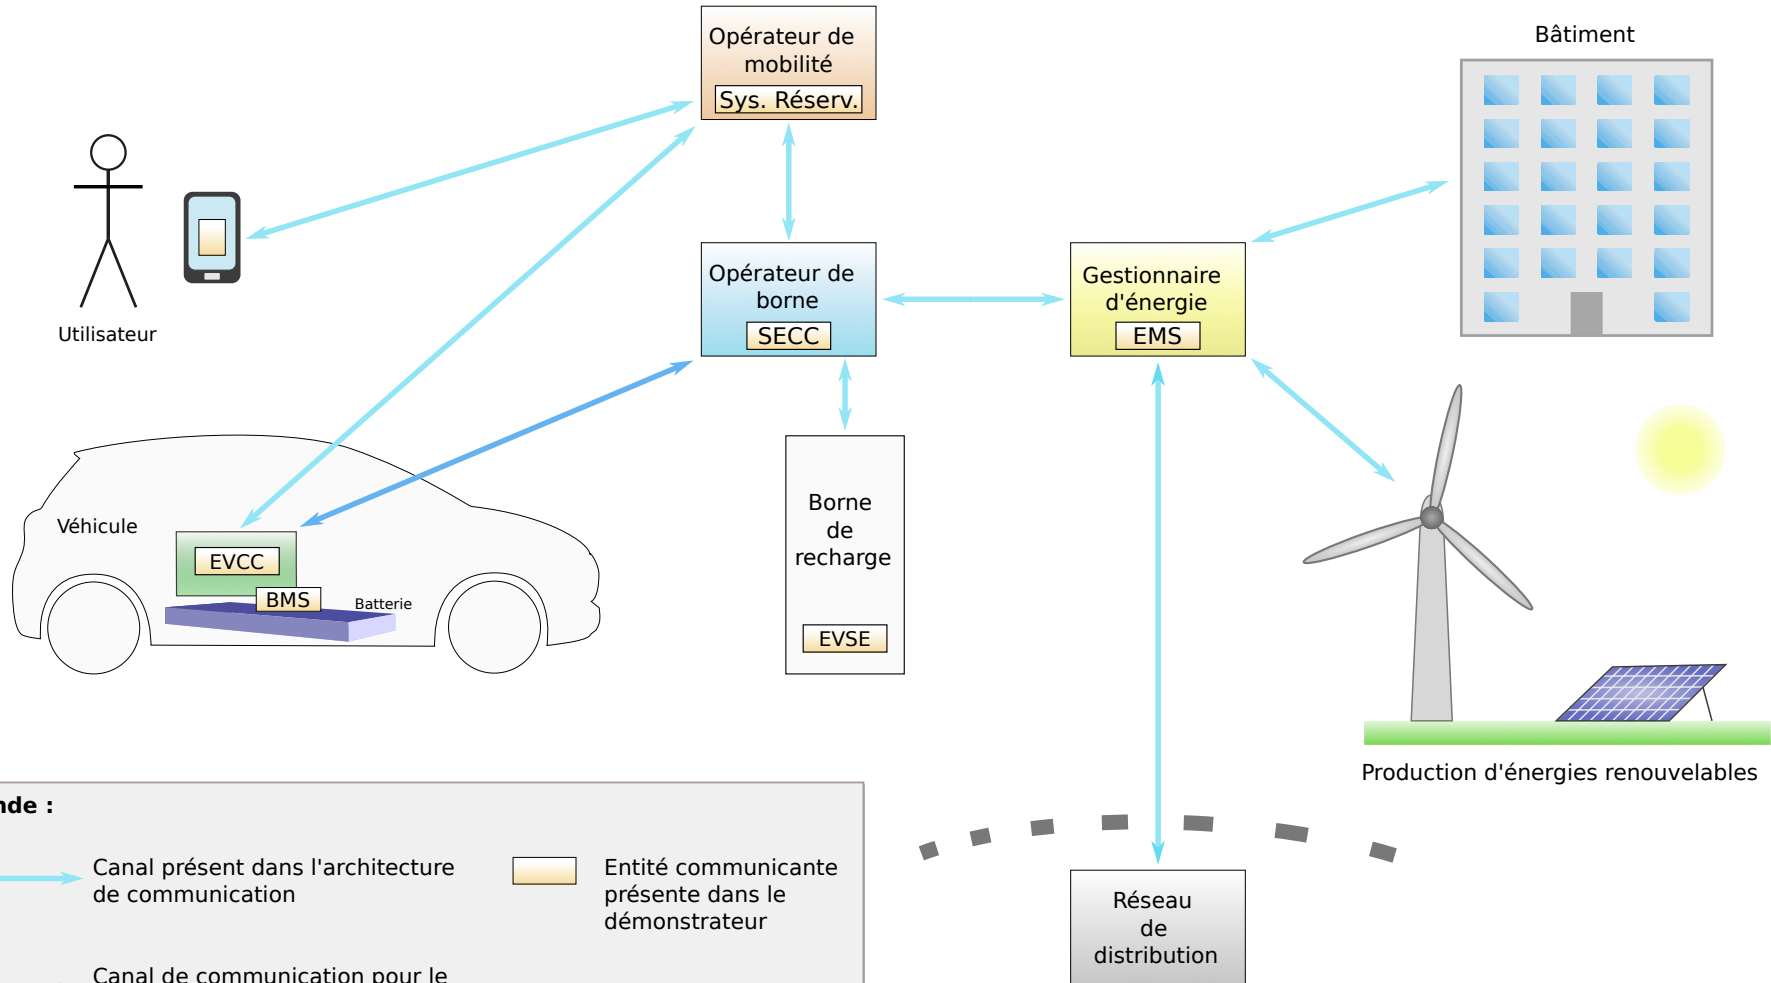 Opérateur de
mobilité
Sys. Réserv.
Bâtiment
Utilisateur
Opérateur de
borne
SECC
Gestionnaire
d'énergie
EMS
Véhicule
EVCC
BMS
Batterie
Borne
de
recharge
EVSE
Production d'énergies renouvelables
nde :
Canal présent dans l'architecture
de communication
Entité communicante
présente dans le
démonstrateur
Canal de communication pour le
Réseau
de
distribution